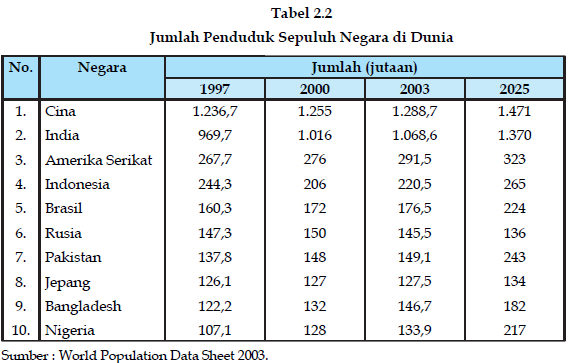 Tabel 2.2
Jumlah Penduduk Sepuluh Negara di Dunia
No. Negara Jumlah (jutaan)
1997 2000 2003 2025
1. Cina 1.236,7 1.255 1.288,7 1.471
2. India 969,7 1.016 1.068,6 1.370
3. Amerika Serikat 267,7 276 291,5 323
4. Indonesia 244,3 206 220,5 265
5. Brasil 160,3 172 176,5 224
6. Rusia 147,3 150 145,5 136
7. Pakistan 137,8 148 149,1 243
8. Jepang 126,1 127 127,5 134
9. Bangladesh 122,2 132 146,7 182
10. Nigeria 107,1 128 133,9 217
Sumber : World Population Data Sheet 2003.